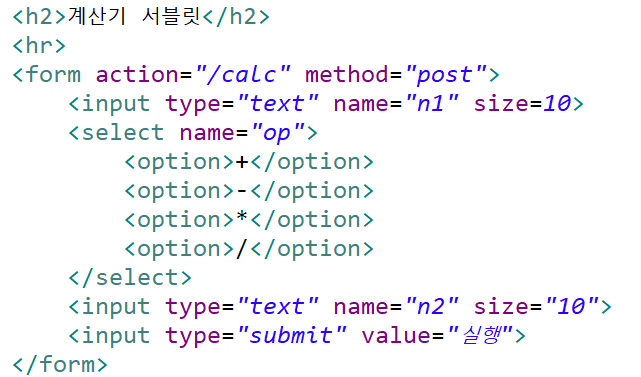 <h2>계산기 서블릿</h2>
<hr>
<form action="/calc" method="post">
    <input type="text" name="n1" size=10>
    <select name="op">
        <option>+</option>
        <option>-</option>
        <option>*</option>
        <option>/</option>
    </select>
    <input type="text" name="n2" size="10">
    <input type="submit" value="실행">
</form>